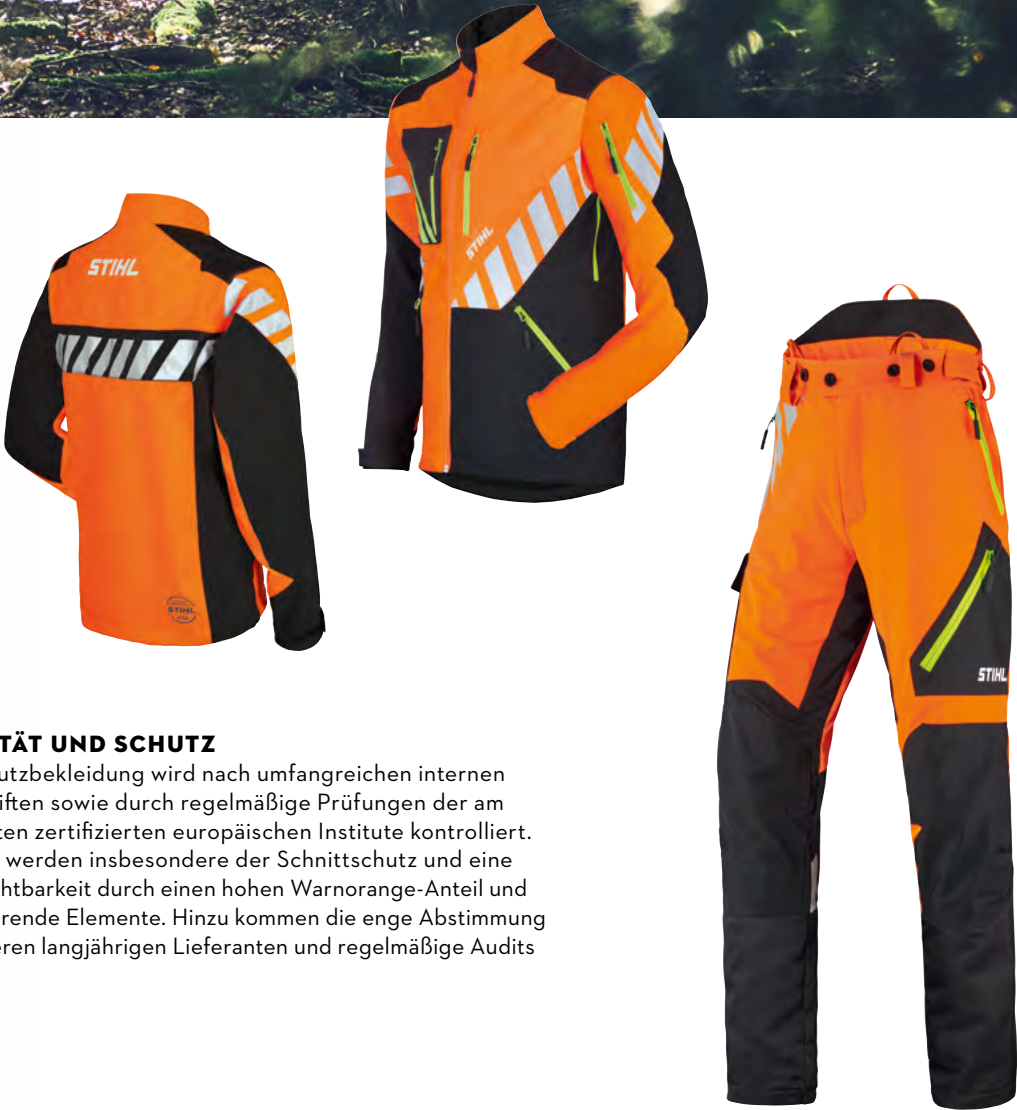 STIHL
STIHL
STIHL
STIHL
TÄT UND SCHUTZ
utzbekleidung wird nach umfangreichen internen
iften sowie durch regelmäßige Prüfungen der am
ten zertifizierten europäischen Institute kontrolliert.
werden insbesondere der Schnittschutz und eine
htbarkeit durch einen hohen Warnorange-Anteil und
rende Elemente. Hinzu kommen die enge Abstimmung
eren langjährigen Lieferanten und regelmäßige Audits